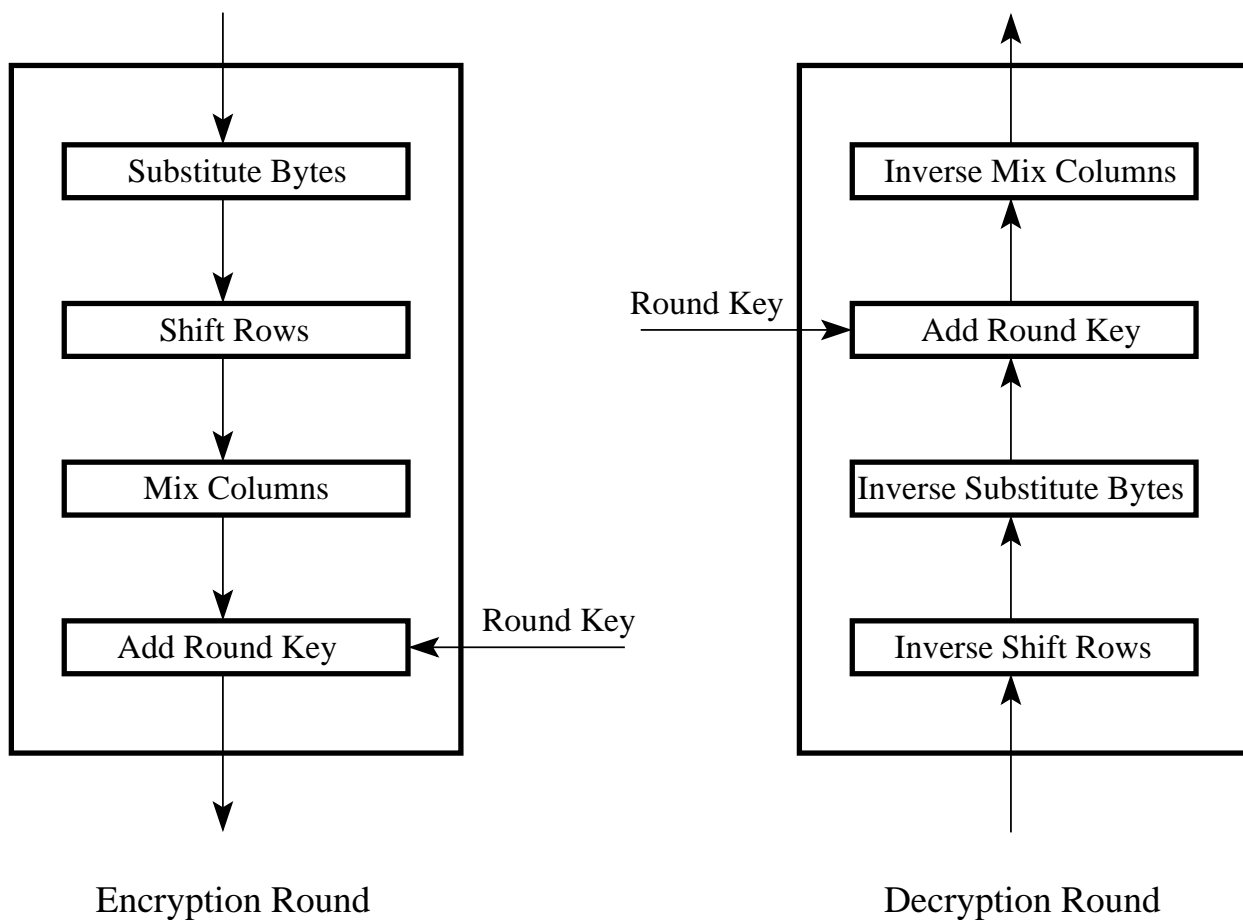 Substitute Bytes
Shift Rows
Mix Columns
Add Round Key
Round Key
Encryption Round
Inverse Mix Columns
Round Key
Add Round Key
Inverse Substitute Bytes
Inverse Shift Rows
Decryption Round